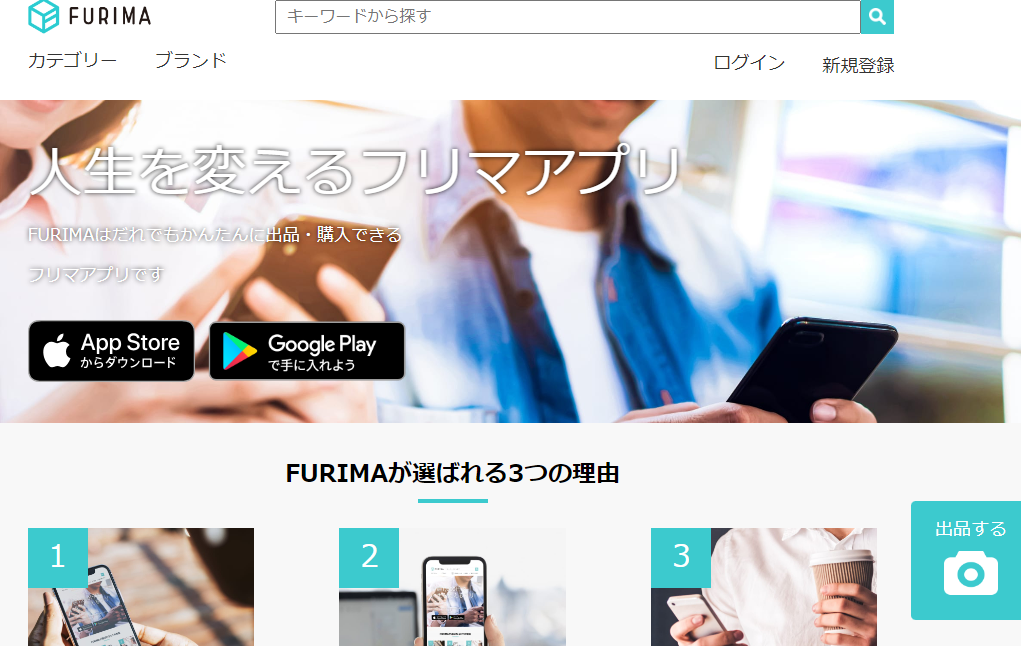 FURIMA
キーワードから探す
カテゴリー
ブランド
ログイン
新規登録
人生を変えるフリマアプリ
FURIMAはだれでもかんたんに出品・購入できる
フリマアプリです
App Store
からダウンロード
Google Play
で手に入れよう
FURIMAが選ばれる3つの理由
1
2
3
出品する